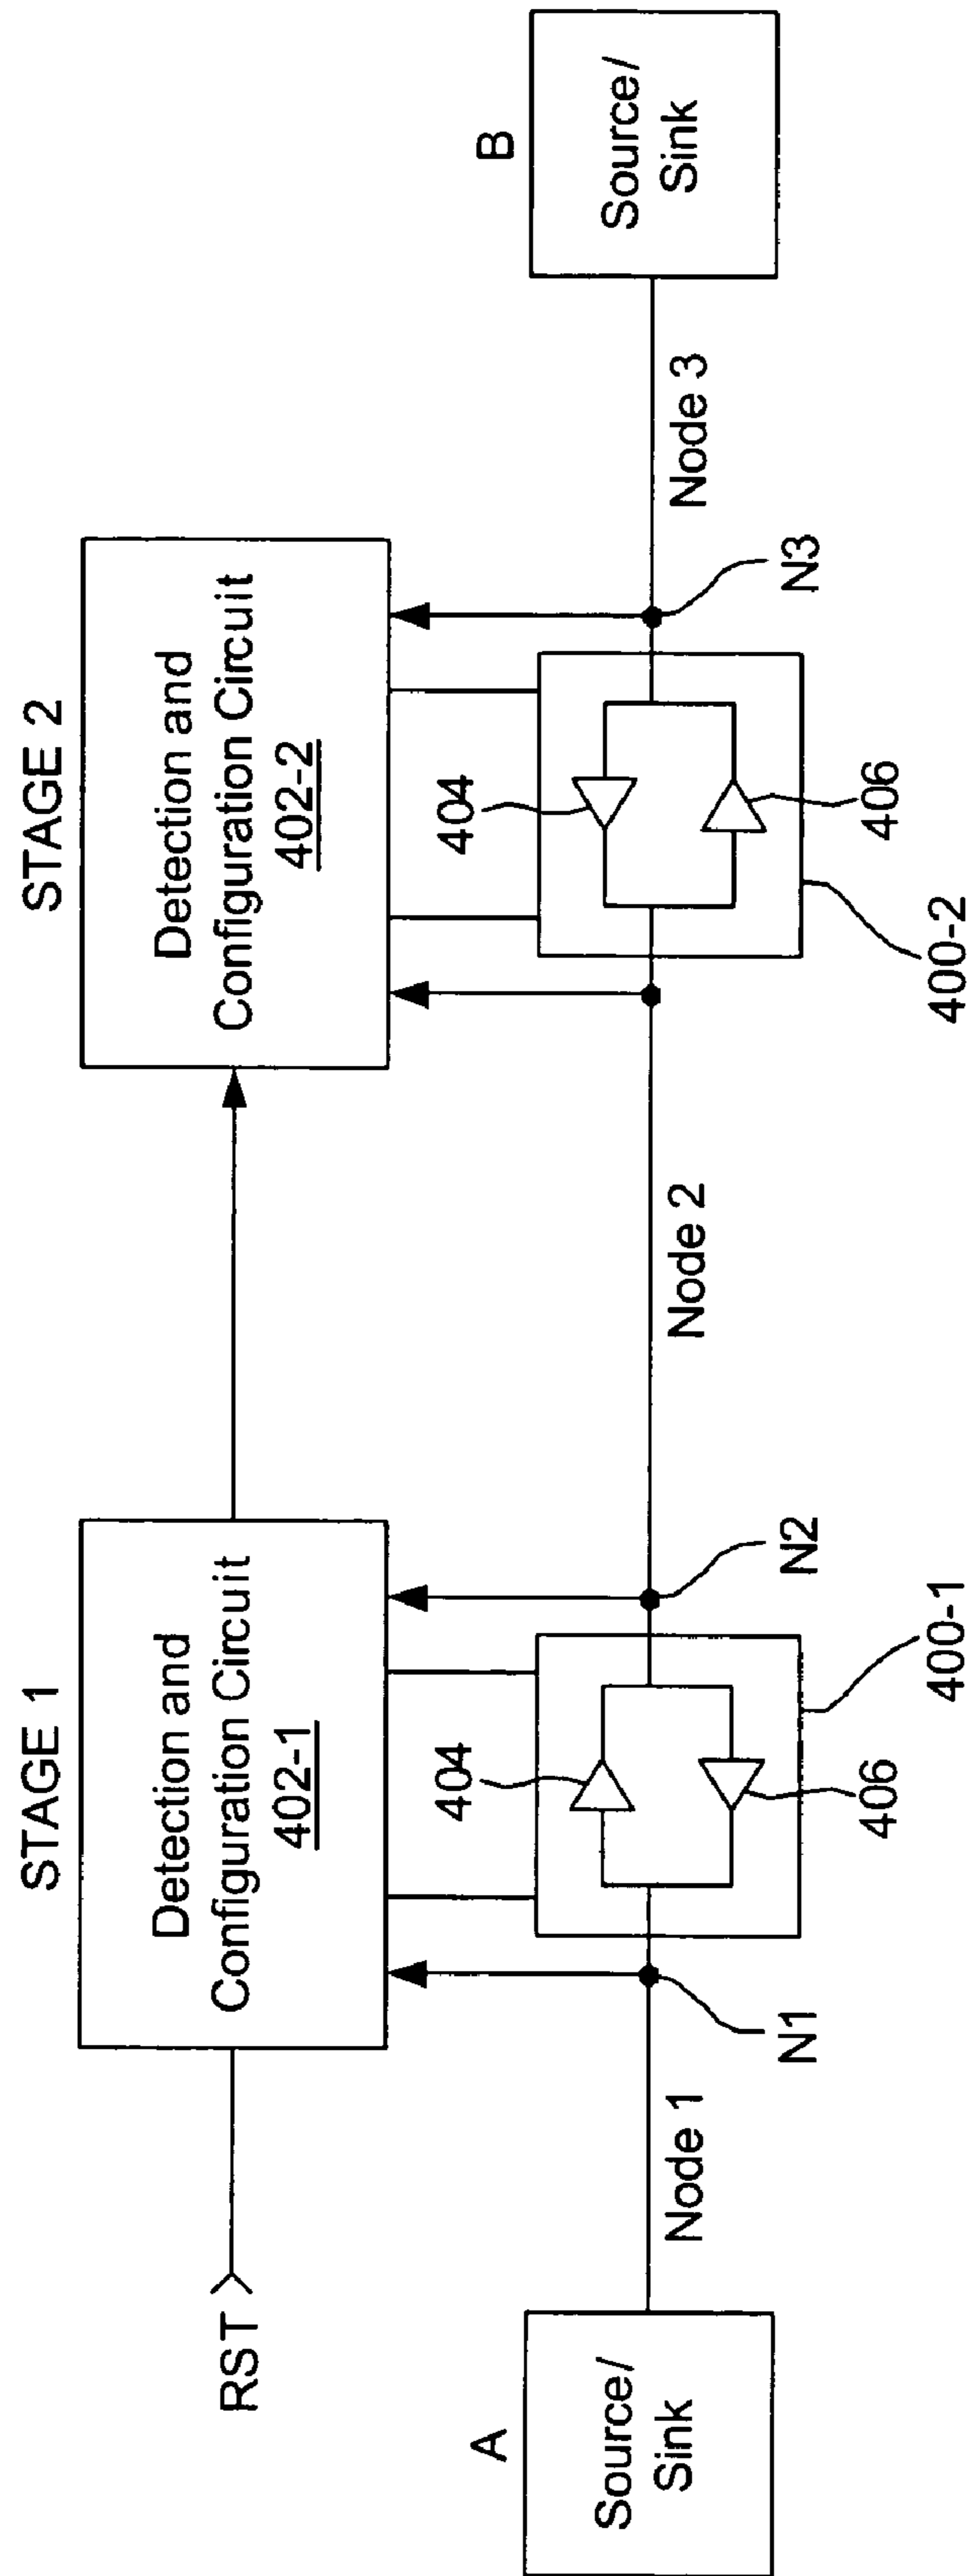 STAGE 1
STAGE 2
RST
Detection and
Configuration Circuit
402-1
Detection and
Configuration Circuit
402-2
A
Source/
Sink
404
404
B
Source/
Sink
Node 1
Node 2
Node 3
N1
406
N2
406
N3
400-1
400-2